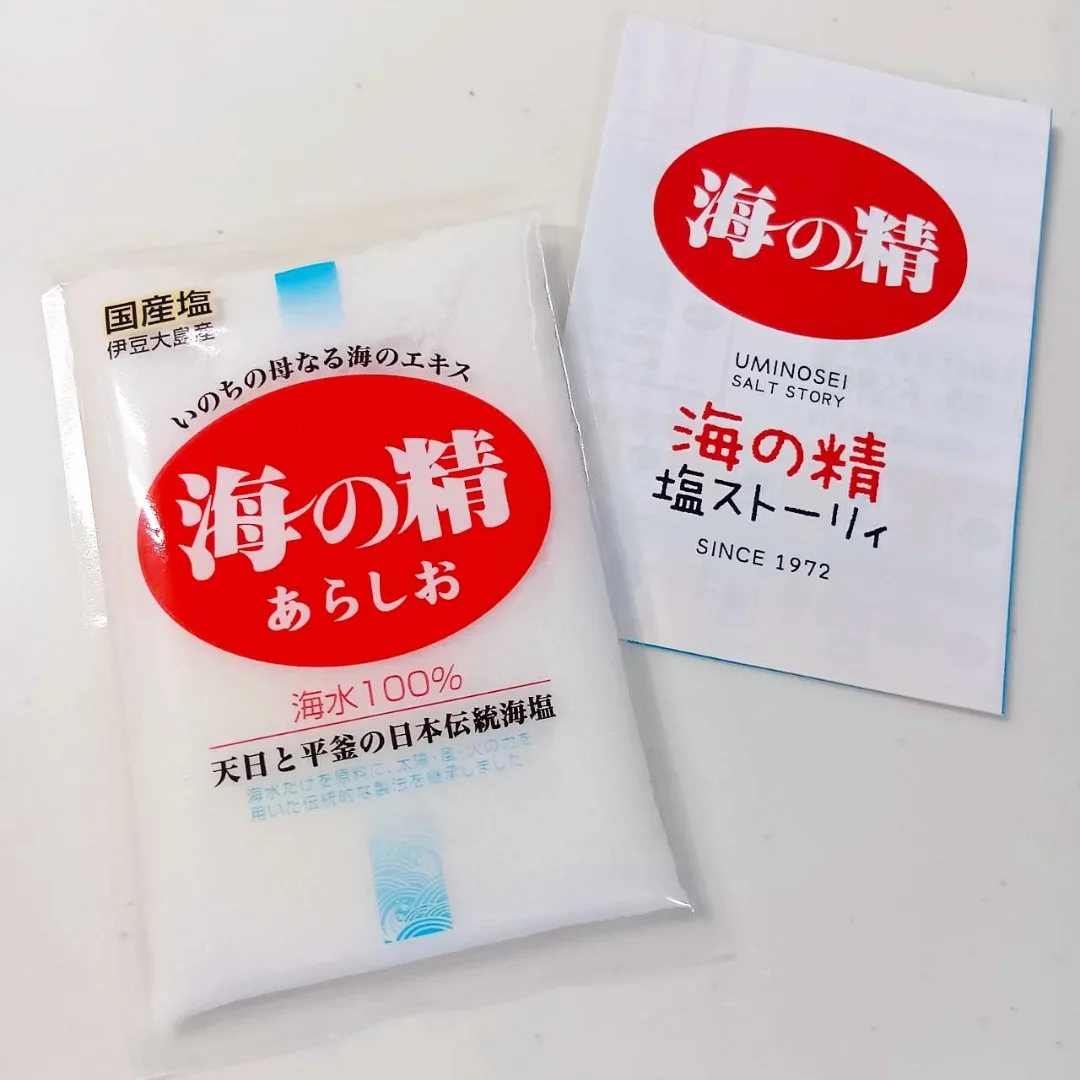 国産塩
伊豆大島産
いのちの母なる海のエキス
海の精
あらしお
海水100%
天日と平釜の日本伝統海塩
海水だけを原料に、太陽・風・火の力を
用いた伝統的な製法を継承しました
海の精
UMINOSEI
SALT STORY
海の精
塩ストーリィ
SINCE 1972